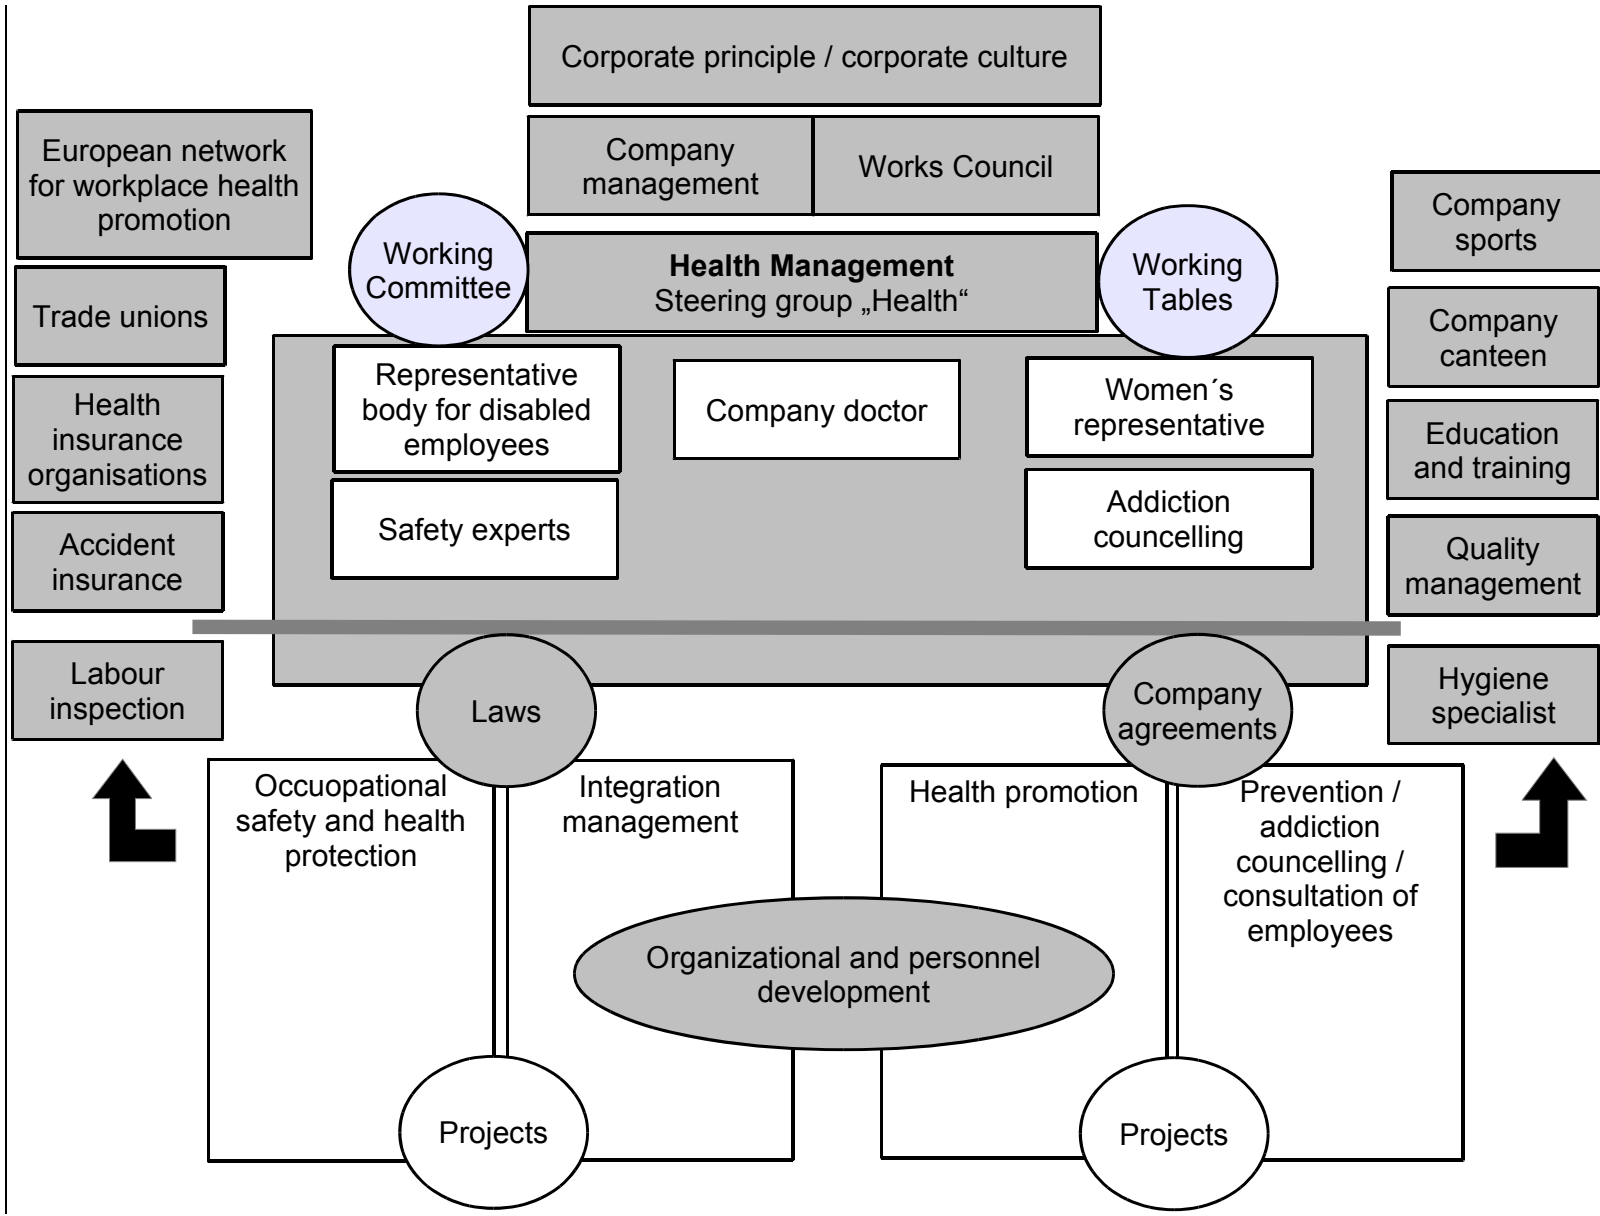 Corporate principle / corporate culture
Company
management
Works Council
European network
for workplace health
promotion
Trade unions
Health
insurance
organisations
Accident
insurance
Labour
inspection
Working
Committee
Health Management
Steering group „Health“
Working
Tables
Company
sports
Company
canteen
Education
and training
Quality
management
Hygiene
specialist
Representative
body for disabled
employees
Company doctor
Women´s
representative
Safety experts
Addiction
councelling
Laws
Company
agreements
Occuopational
safety and health
protection
Integration
management
Health promotion
Prevention /
addiction
councelling /
consultation of
employees
Organizational and personnel
development
Projects
Projects